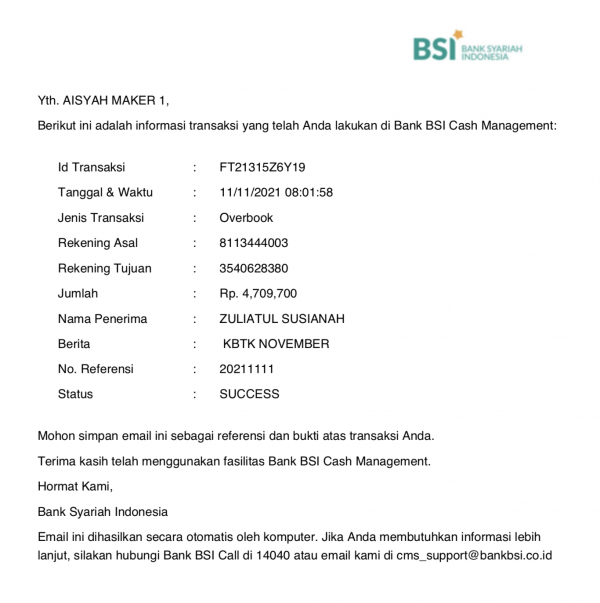 BSI BANK SYARIAH
INDONESIA
Yth. AISYAH MAKER 1,
Berikut ini adalah informasi transaksi yang telah Anda lakukan di Bank BSI Cash Management:
Id Transaksi : FT21315Z6Y19
Tanggal & Waktu : 11/11/2021 08:01:58
Jenis Transaksi : Overbook
Rekening Asal : 8113444003
Rekening Tujuan : 3540628380
Jumlah : Rp. 4,709,700
Nama Penerima : ZULIATUL SUSIANAH
Berita : KBTK NOVEMBER
No. Referensi : 20211111
Status : SUCCESS
Mohon simpan email ini sebagai referensi dan bukti atas transaksi Anda.
Terima kasih telah menggunakan fasilitas Bank BSI Cash Management.
Hormat Kami,
Bank Syariah Indonesia
Email ini dihasilkan secara otomatis oleh komputer. Jika Anda membutuhkan informasi lebih
lanjut, silakan hubungi Bank BSI Call di 14040 atau email kami di cms_support@bankbsi.co.id